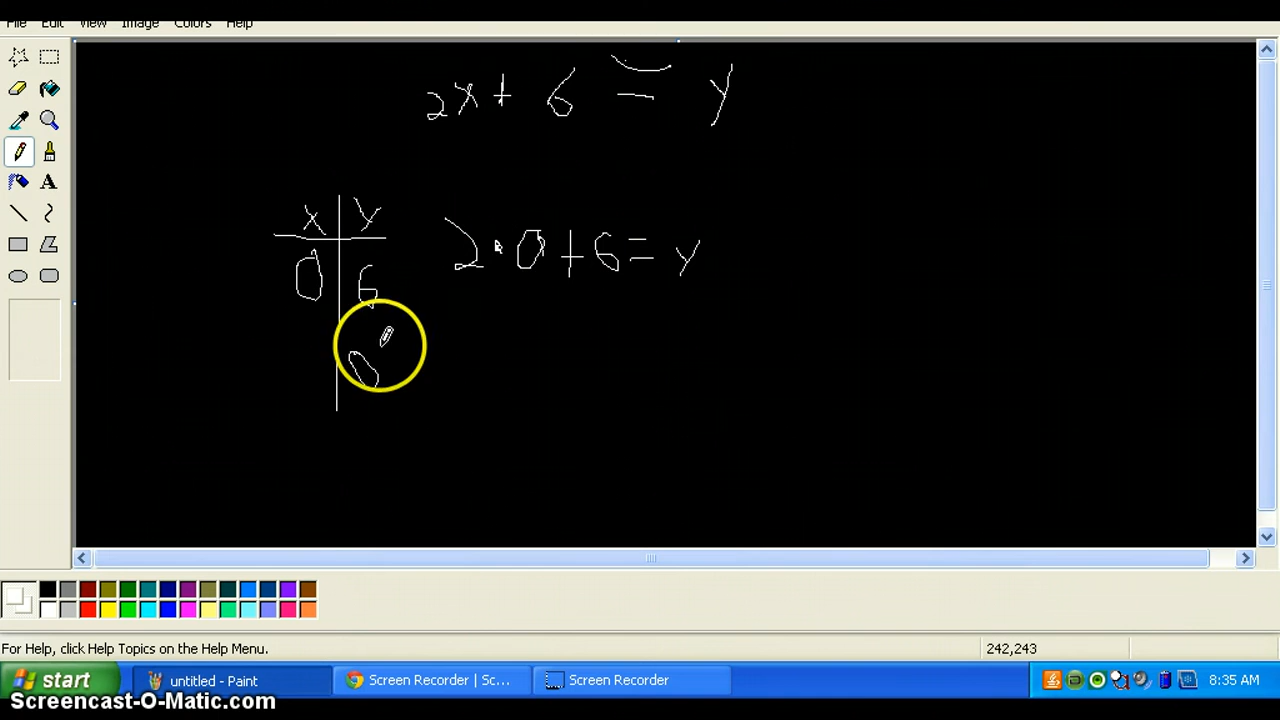 File Edit View Image Colors Help
2x + 6 = y
x y
0 6
2 · 0 + 6 = y
0
For Help, click Help Topics on the Help Menu.
242,243
start untitled - Paint Screen Recorder | Sc... Screen Recorder 8:35 AM
Screencast-O-Matic.com